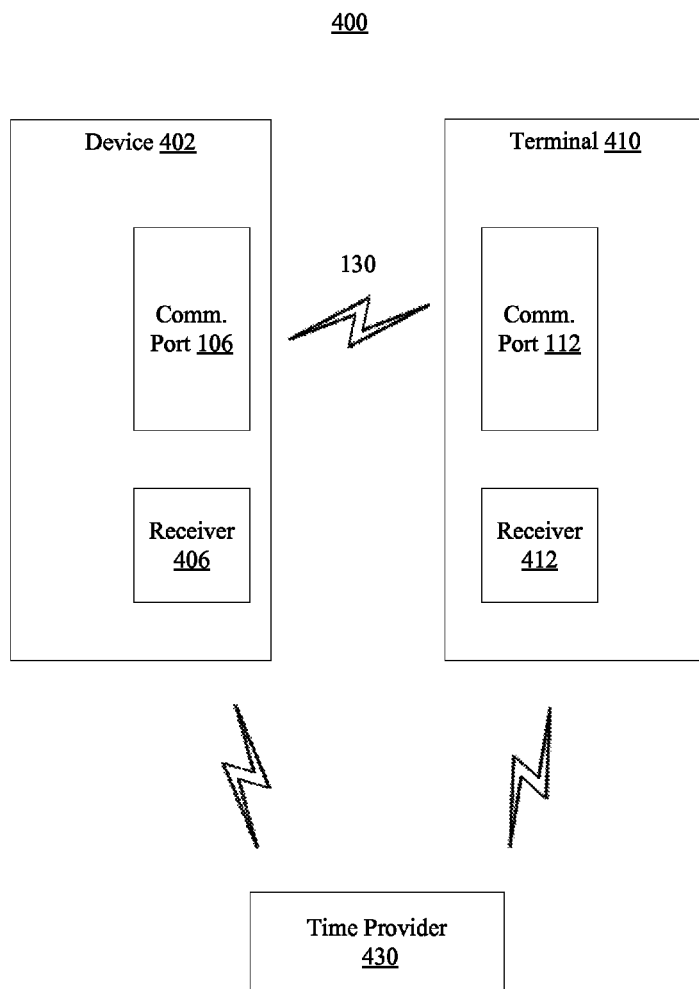 400
Device 402
Terminal 410
130
Comm.
Port 106
Comm.
Port 112
Receiver
406
Receiver
412
Time Provider
430